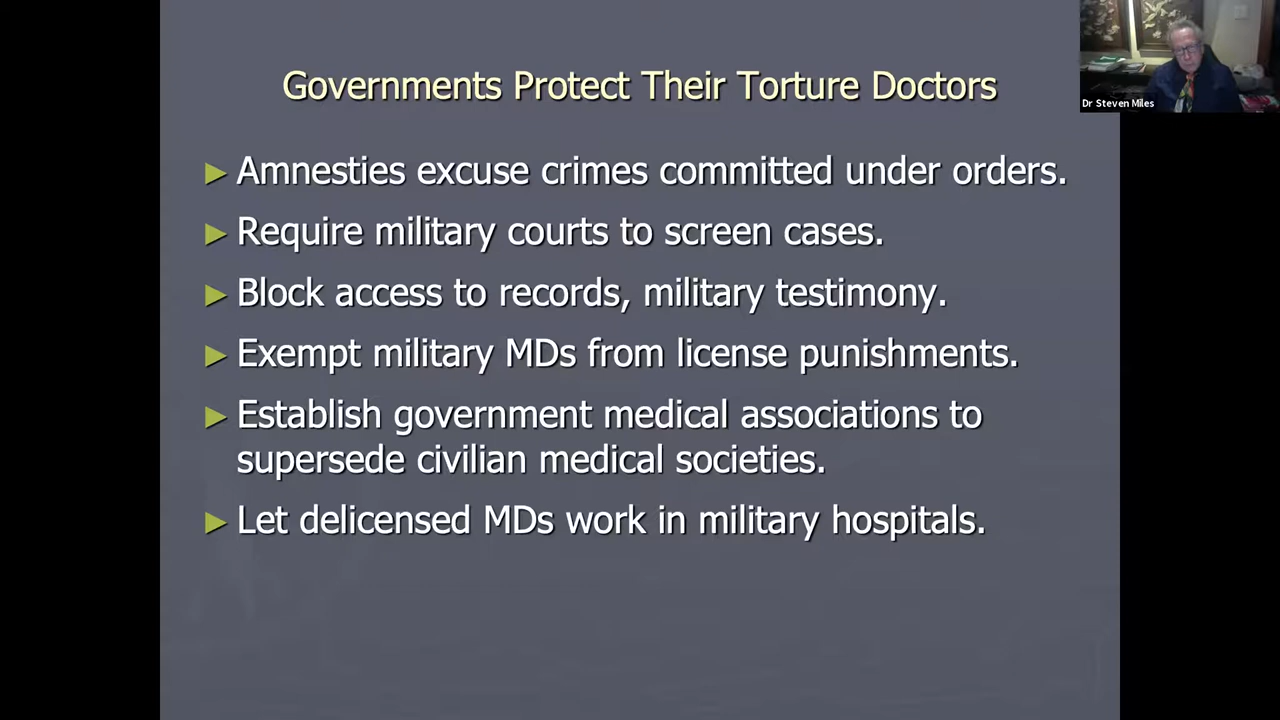 Governments Protect Their Torture Doctors
Dr Steven Miles
► Amnesties excuse crimes committed under orders.
► Require military courts to screen cases.
► Block access to records, military testimony.
► Exempt military MDs from license punishments.
► Establish government medical associations to
supersede civilian medical societies.
► Let delicensed MDs work in military hospitals.